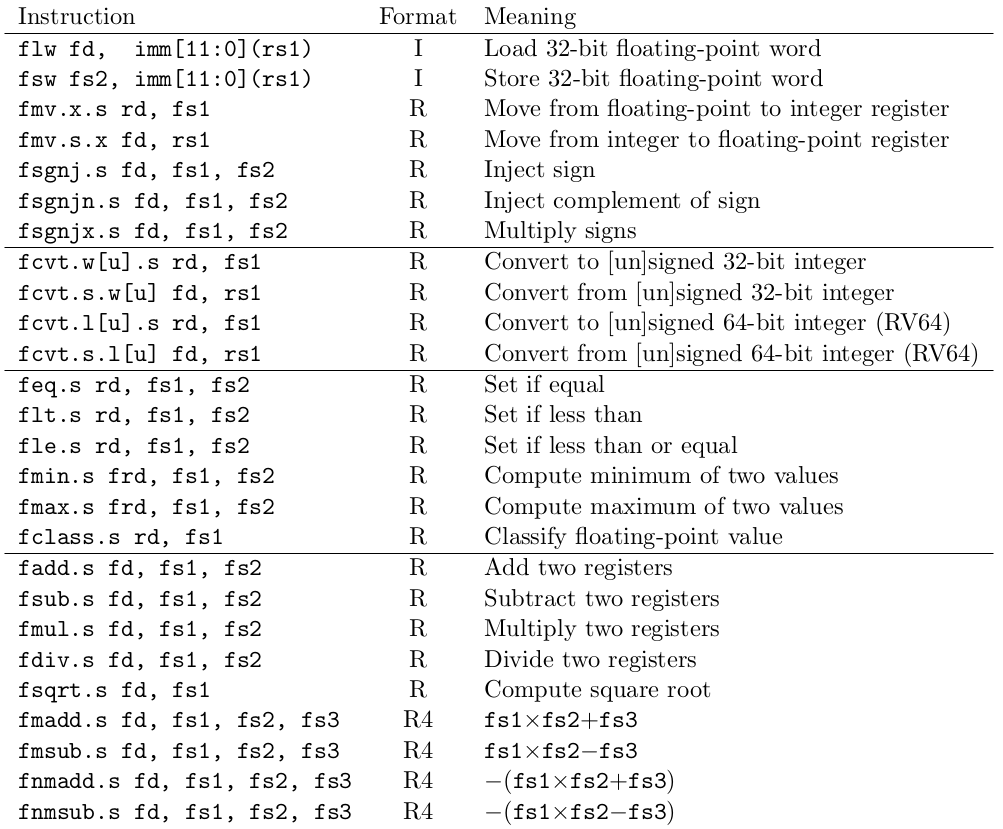 Instruction Format Meaning
flw fd, imm[11:0](rs1) I Load 32-bit floating-point word
fsw fs2, imm[11:0](rs1) I Store 32-bit floating-point word
fmv.x.s rd, fs1 R Move from floating-point to integer register
fmv.s.x fd, rs1 R Move from integer to floating-point register
fsgnj.s fd, fs1, fs2 R Inject sign
fsgnjn.s fd, fs1, fs2 R Inject complement of sign
fsgnjx.s fd, fs1, fs2 R Multiply signs
fcvt.w[u].s rd, fs1 R Convert to [un]signed 32-bit integer
fcvt.s.w[u] fd, rs1 R Convert from [un]signed 32-bit integer
fcvt.l[u].s rd, fs1 R Convert to [un]signed 64-bit integer (RV64)
fcvt.s.l[u] fd, rs1 R Convert from [un]signed 64-bit integer (RV64)
feq.s rd, fs1, fs2 R Set if equal
flt.s rd, fs1, fs2 R Set if less than
fle.s rd, fs1, fs2 R Set if less than or equal
fmin.s frd, fs1, fs2 R Compute minimum of two values
fmax.s frd, fs1, fs2 R Compute maximum of two values
fclass.s rd, fs1 R Classify floating-point value
fadd.s fd, fs1, fs2 R Add two registers
fsub.s fd, fs1, fs2 R Subtract two registers
fmul.s fd, fs1, fs2 R Multiply two registers
fdiv.s fd, fs1, fs2 R Divide two registers
fsqrt.s fd, fs1 R Compute square root
fmadd.s fd, fs1, fs2, fs3 R4 fs1×fs2+fs3
fmsub.s fd, fs1, fs2, fs3 R4 fs1×fs2−fs3
fnmadd.s fd, fs1, fs2, fs3 R4 −(fs1×fs2+fs3)
fnmsub.s fd, fs1, fs2, fs3 R4 −(fs1×fs2−fs3)